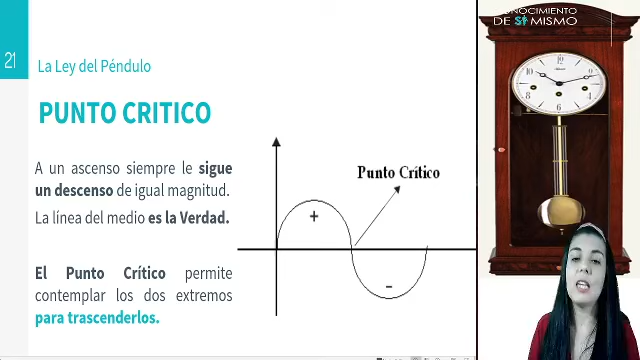 21
La Ley del Péndulo
PUNTO CRITICO
A un ascenso siempre le sigue
un descenso de igual magnitud.
La línea del medio es la Verdad.
El Punto Crítico permite
contemplar los dos extremos
para trascenderlos.
Punto Crítico
+
-
CONOCIMIENTO
DE SI MISMO